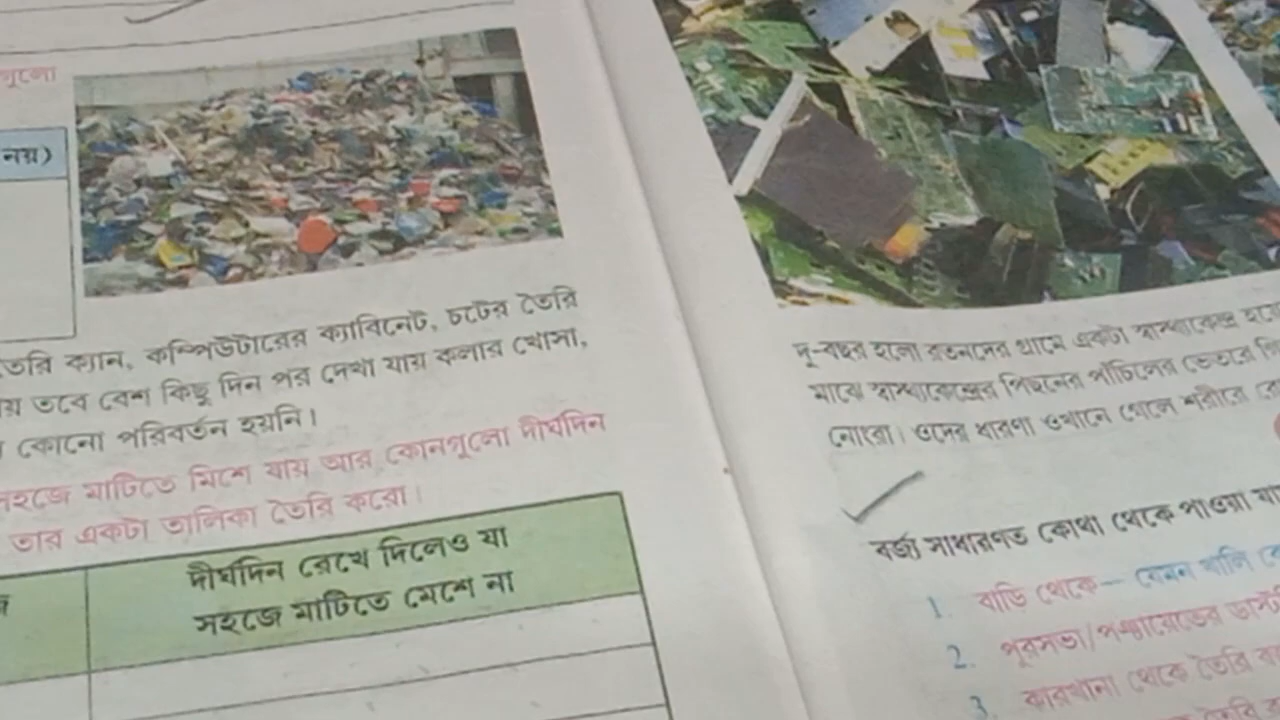 গুলো
নয়)
তৈরি ক্যান, কম্পিউটারের ক্যাবিনেট, চটের তৈরি
য় তবে বেশ কিছু দিন পর দেখা যায় কলার খোসা,
কোনো পরিবর্তন হয়নি।
সহজে মাটিতে মিশে যায় আর কোনগুলো দীর্ঘদিন
তার একটা তালিকা তৈরি করো।
দীর্ঘদিন রেখে দিলেও যা
সহজে মাটিতে মেশে না
দু-বছর হলো রতনদের গ্রামে একটা স্বাস্থ্যকেন্দ্র
মাঝে স্বাস্থ্যকেন্দ্রের পিছনের পাঁচিলের ভেতরে
নোংরা। ওদের ধারণা ওখানে গেলে শরীরে
বর্জ্য সাধারণত কোথা থেকে পাওয়া
1. বাড়ি থেকে— যেমন খালি
2. পুরসভা/পঞ্চায়েতের
3. কারখানা থেকে তৈরি